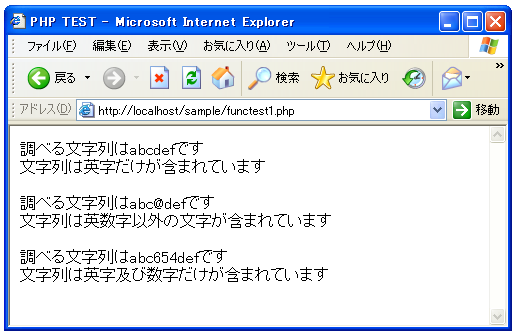 PHP TEST - Microsoft Internet Explorer
ファイル(F) 編集(E) 表示(V) お気に入り(A) ツール(T) ヘルプ(H)
戻る 検索 お気に入り
アドレス(D) http://localhost/sample/functest1.php 移動
調べる文字列はabcdefです
文字列は英字だけが含まれています
調べる文字列はabc@defです
文字列は英数字以外の文字が含まれています
調べる文字列はabc654defです
文字列は英字及び数字だけが含まれています